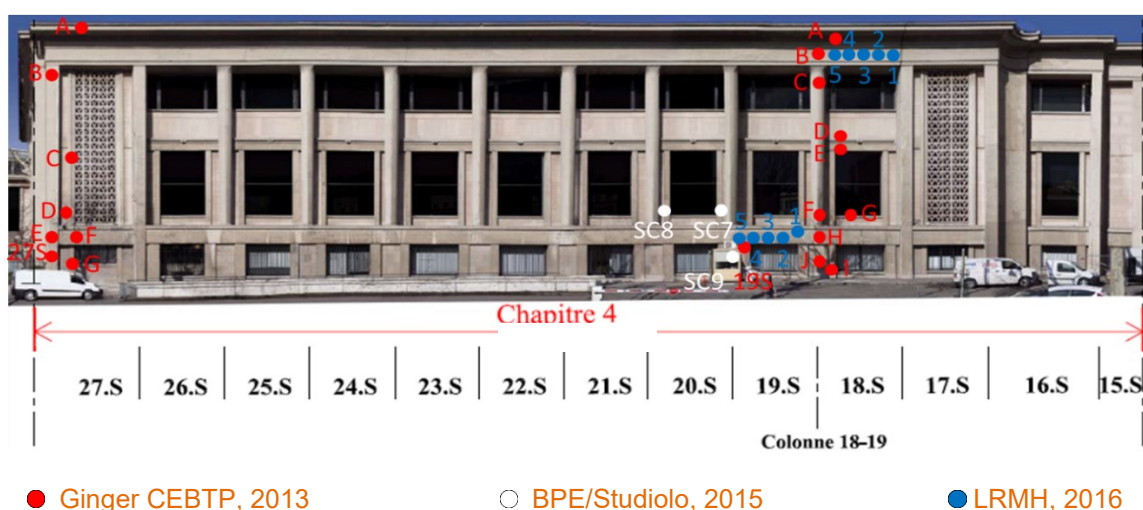 A
A
4 2
B
B
5 3 1
C
D
E
C
D
F G
SC8 SC7 5 3 1
E F
H
27S
G
4 2
J I
SC9 19S
Chapitre 4
27.S 26.S 25.S 24.S 23.S 22.S 21.S 20.S 19.S 18.S 17.S 16.S 15.S
Colonne 18–19
Ginger CEBTP, 2013 BPE/Studiolo, 2015 LRMH, 2016